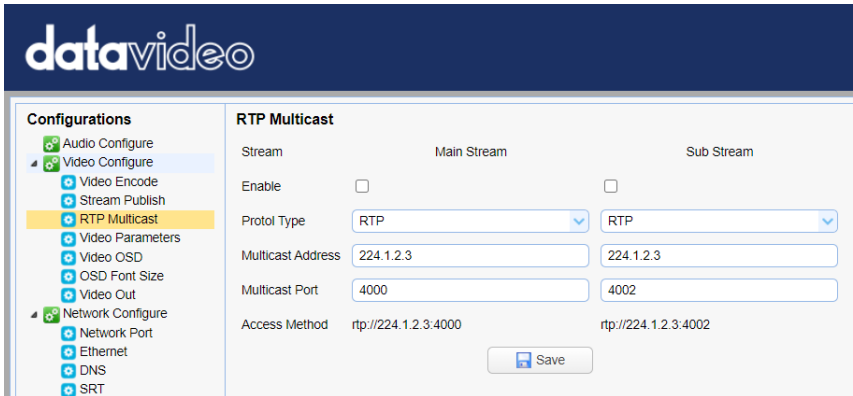 datavideo
Configurations
Audio Configure
Video Configure
Video Encode
Stream Publish
RTP Multicast
Video Parameters
Video OSD
OSD Font Size
Video Out
Network Configure
Network Port
Ethernet
DNS
SRT
RTP Multicast
Stream Main Stream Sub Stream
Enable
Protol Type RTP RTP
Multicast Address 224.1.2.3 224.1.2.3
Multicast Port 4000 4002
Access Method rtp://224.1.2.3:4000 rtp://224.1.2.3:4002
Save